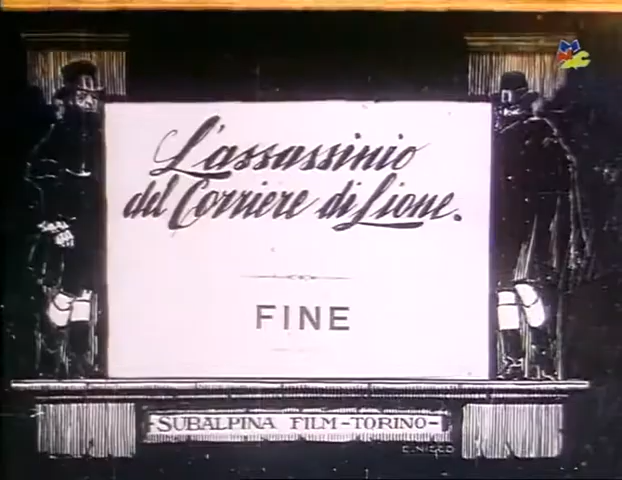 L'assassinio
del Corriere di Lione.
FINE
-SUBALPINA FILM-TORINO-